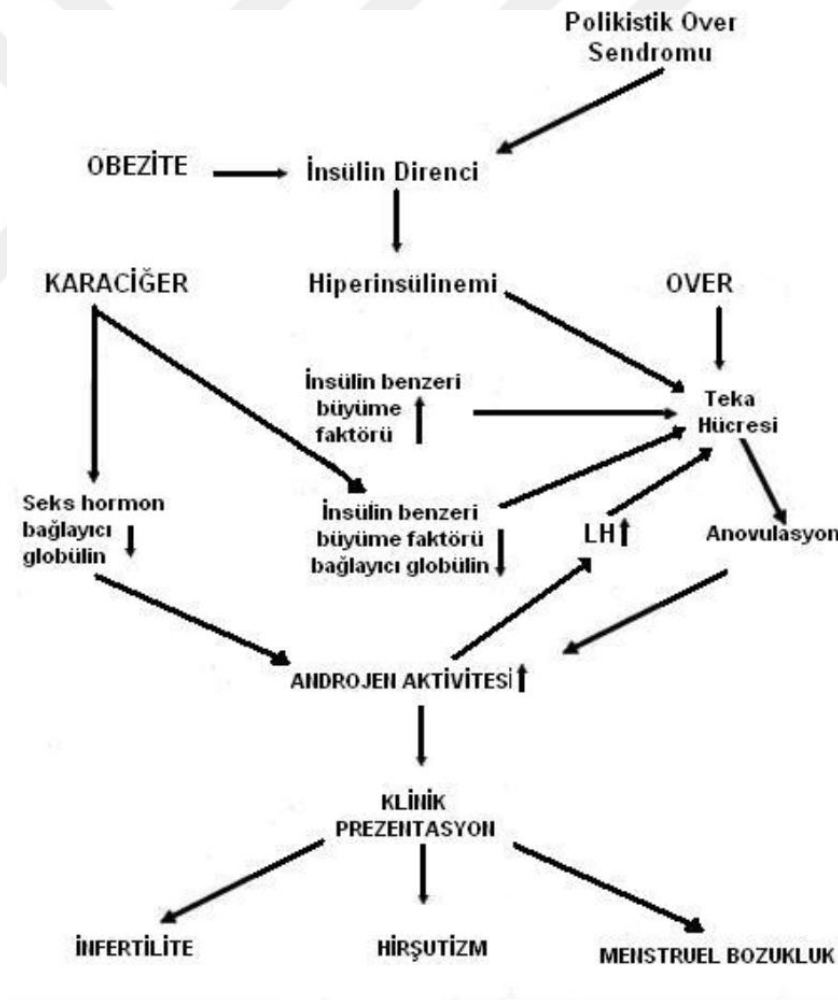 Polikistik Over
Sendromu
OBEZİTE
İnsülin Direnci
KARACİĞER
Hiperinsülinemi
OVER
İnsülin benzeri
büyüme
faktörü
Teka
Hücresi
Seks hormon
bağlayıcı
globülin
İnsülin benzeri
büyüme faktörü
bağlayıcı globülin
LH
Anovulasyon
ANDROJEN AKTİVİTESİ
KLİNİK
PREZENTASYON
İNFERTİLİTE
HİRŞUTİZM
MENSTRUEL BOZUKLUK